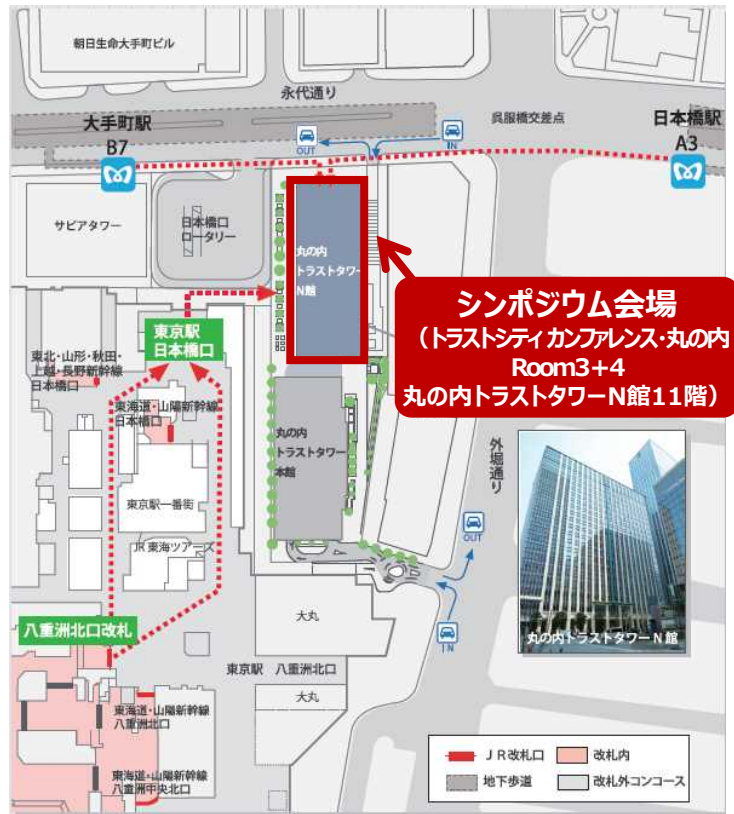 朝日生命大手町ビル
永代通り
大手町駅
B7
OUT
IN
呉服橋交差点
日本橋駅
A3
サピアタワー
日本橋口
ロータリー
丸の内
トラストタワー
N館
シンポジウム会場
（トラストシティ カンファレンス・丸の内
Room3+4
丸の内トラストタワーN館11階）
東京駅
日本橋口
東北・山形・秋田・
上越・長野新幹線
日本橋口
東海道・山陽新幹線
日本橋口
丸の内
トラストタワー
本館
外堀通り
東京駅一番街
JR東海ツアーズ
OUT
IN
八重洲北口改札
大丸
東京駅 八重洲北口
大丸
丸の内トラストタワーN館
東海道・山陽新幹線
八重洲北口
東海道・山陽新幹線
八重洲中央北口
JR改札口
改札内
地下歩道
改札外コンコース